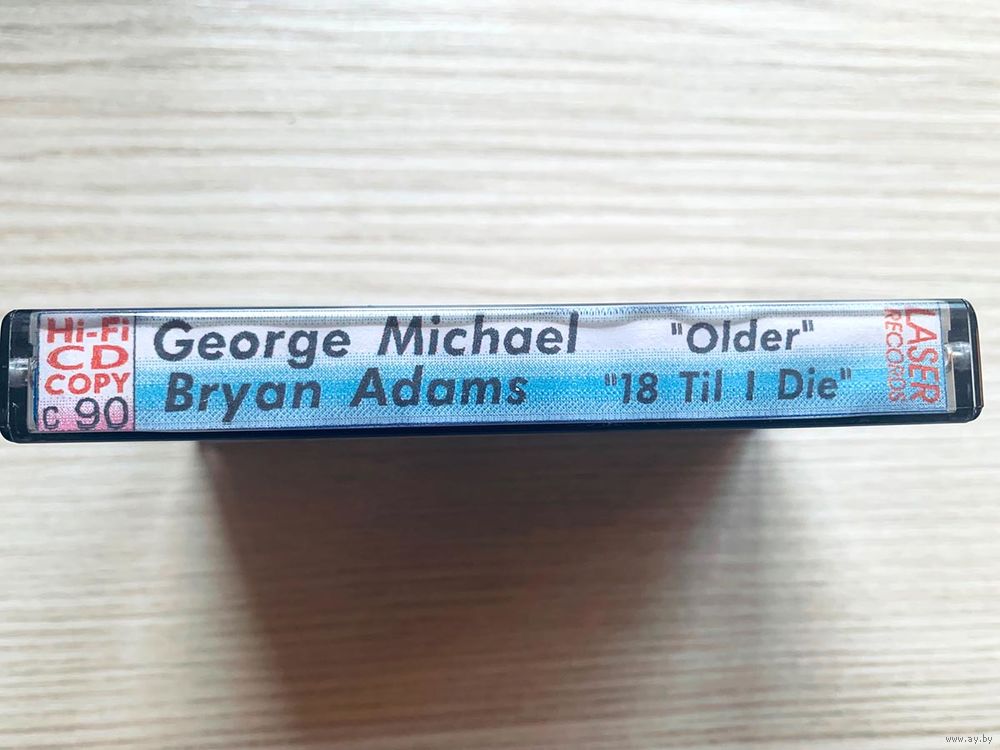 Hi-Fi
CD
COPY
C 90
George Michael "Older"
Bryan Adams "18 Til I Die"
LASER
RECORDS
www.ay.by